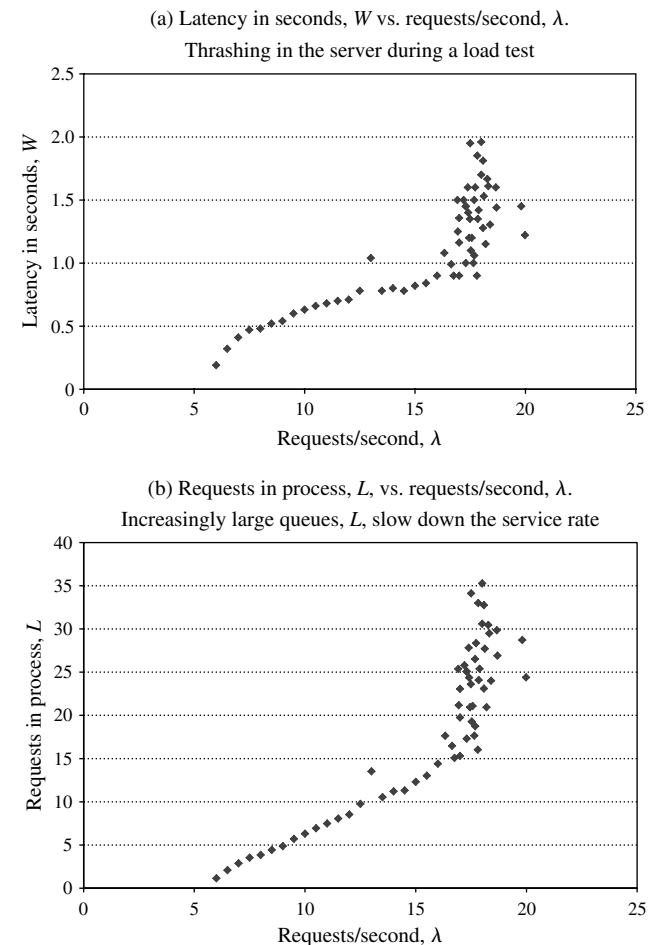 (a) Latency in seconds, W vs. requests/second, λ.
Thrashing in the server during a load test
2.5
2.0
1.5
1.0
0.5
0
Latency in seconds, W
0 5 10 15 20 25
Requests/second, λ
(b) Requests in process, L, vs. requests/second, λ.
Increasingly large queues, L, slow down the service rate
40
35
30
25
20
15
10
5
0
Requests in process, L
0 5 10 15 20 25
Requests/second, λ